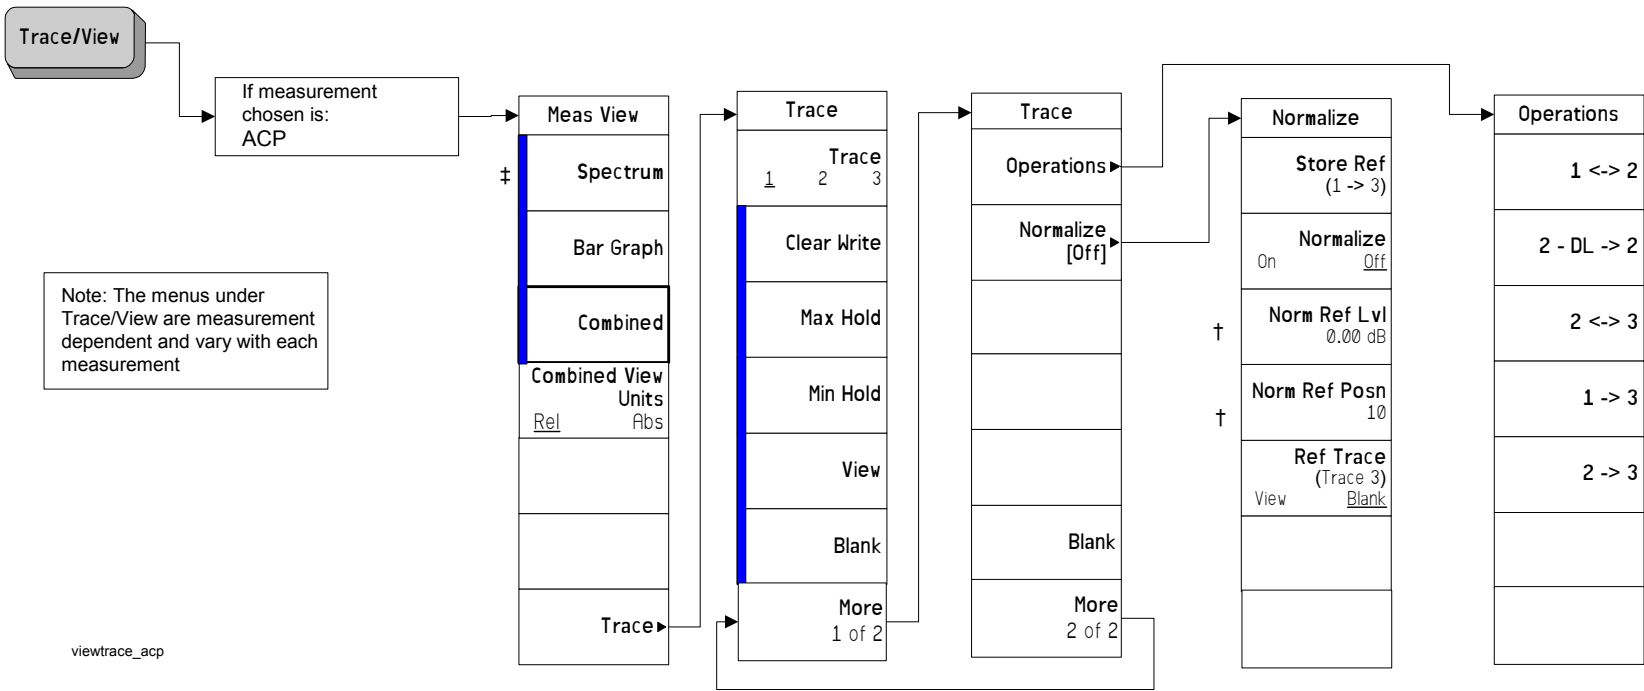 Trace/View
If measurement
chosen is:
ACP
Note: The menus under
Trace/View are measurement
dependent and vary with each
measurement
viewtrace_acp
Meas View
‡
Spectrum
Bar Graph
Combined
Combined View
Units
Rel Abs
Trace
Trace
Trace
1 2 3
Clear Write
Max Hold
Min Hold
View
Blank
More
1 of 2
Trace
Operations
Normalize
[Off]
Blank
More
2 of 2
Normalize
Store Ref
(1 -> 3)
Normalize
On Off
†
Norm Ref Lvl
0.00 dB
†
Norm Ref Posn
10
Ref Trace
(Trace 3)
View Blank
Operations
1 <-> 2
2 - DL -> 2
2 <-> 3
1 -> 3
2 -> 3